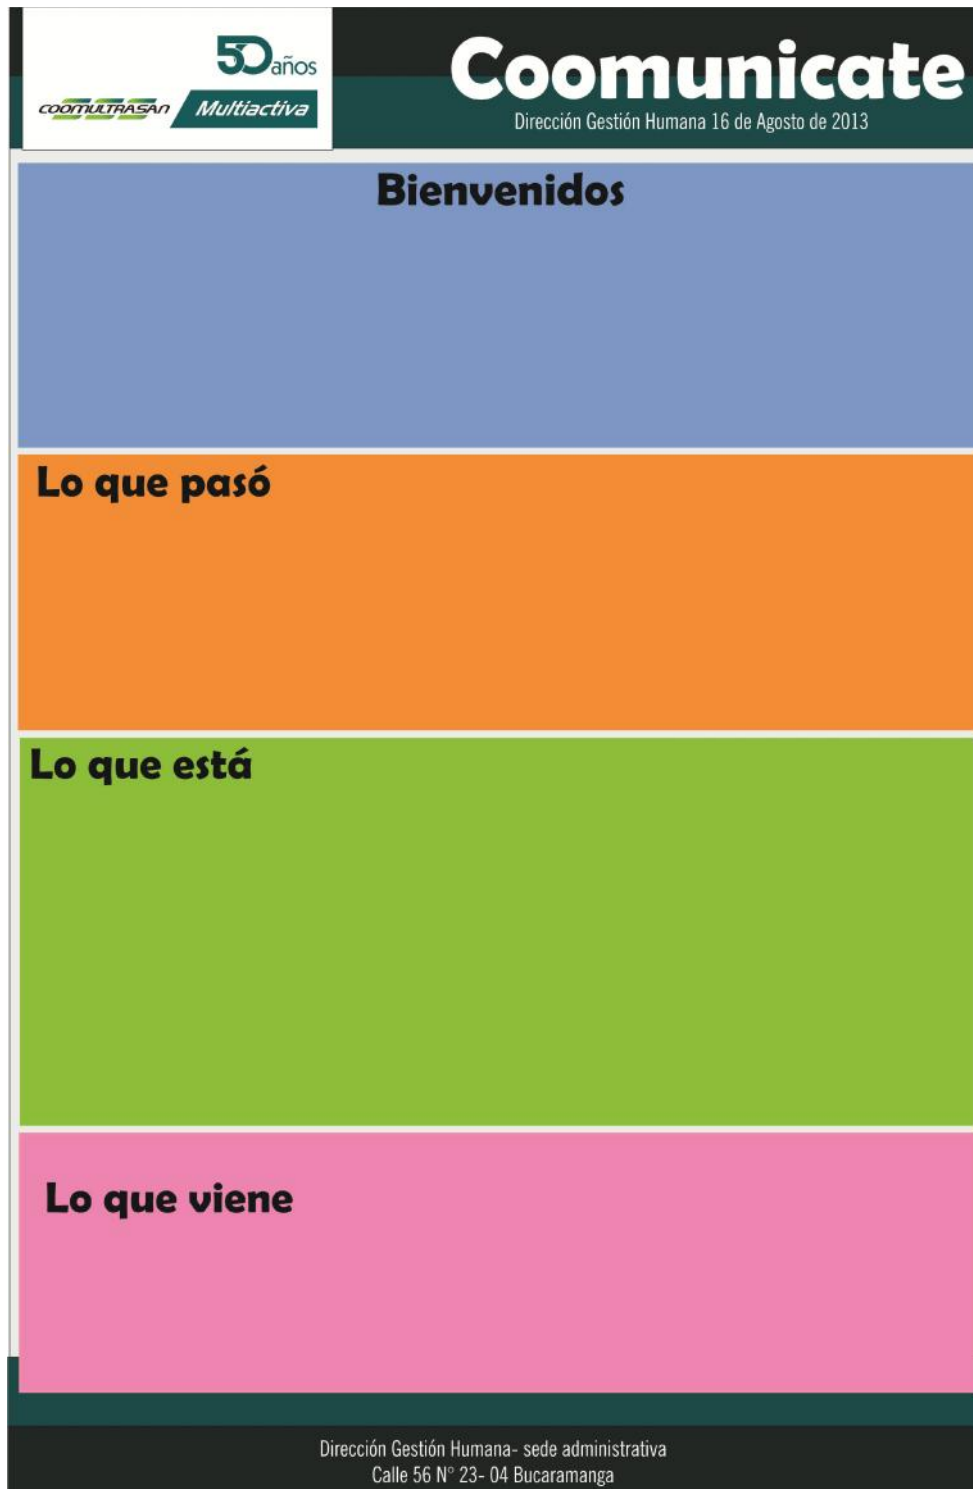 50 años
COOMULTRASAN Multiactiva
Coomunicate
Dirección Gestión Humana 16 de Agosto de 2013
Bienvenidos
Lo que pasó
Lo que está
Lo que viene
Dirección Gestión Humana- sede administrativa
Calle 56 N° 23- 04 Bucaramanga